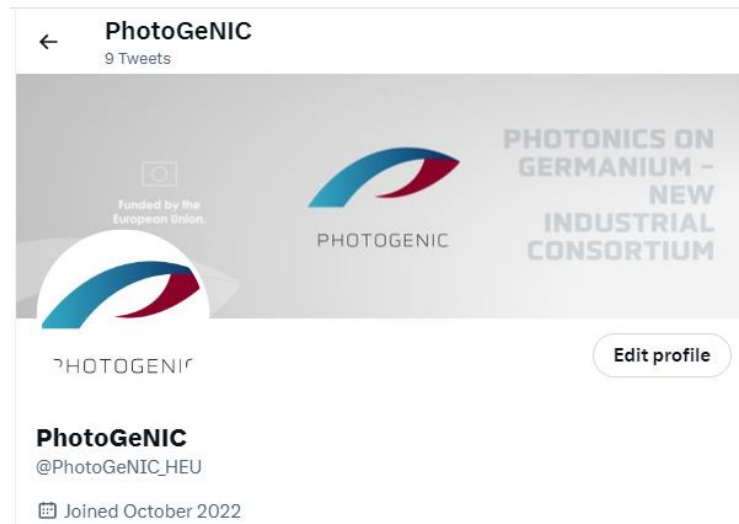 PhotoGeNIC
9 Tweets
Funded by the
European Union.
PHOTOGENIC
PHOTONICS ON
GERMANIUM –
NEW
INDUSTRIAL
CONSORTIUM
PHOTOGENIC
Edit profile
PhotoGeNIC
@PhotoGeNIC_HEU
Joined October 2022